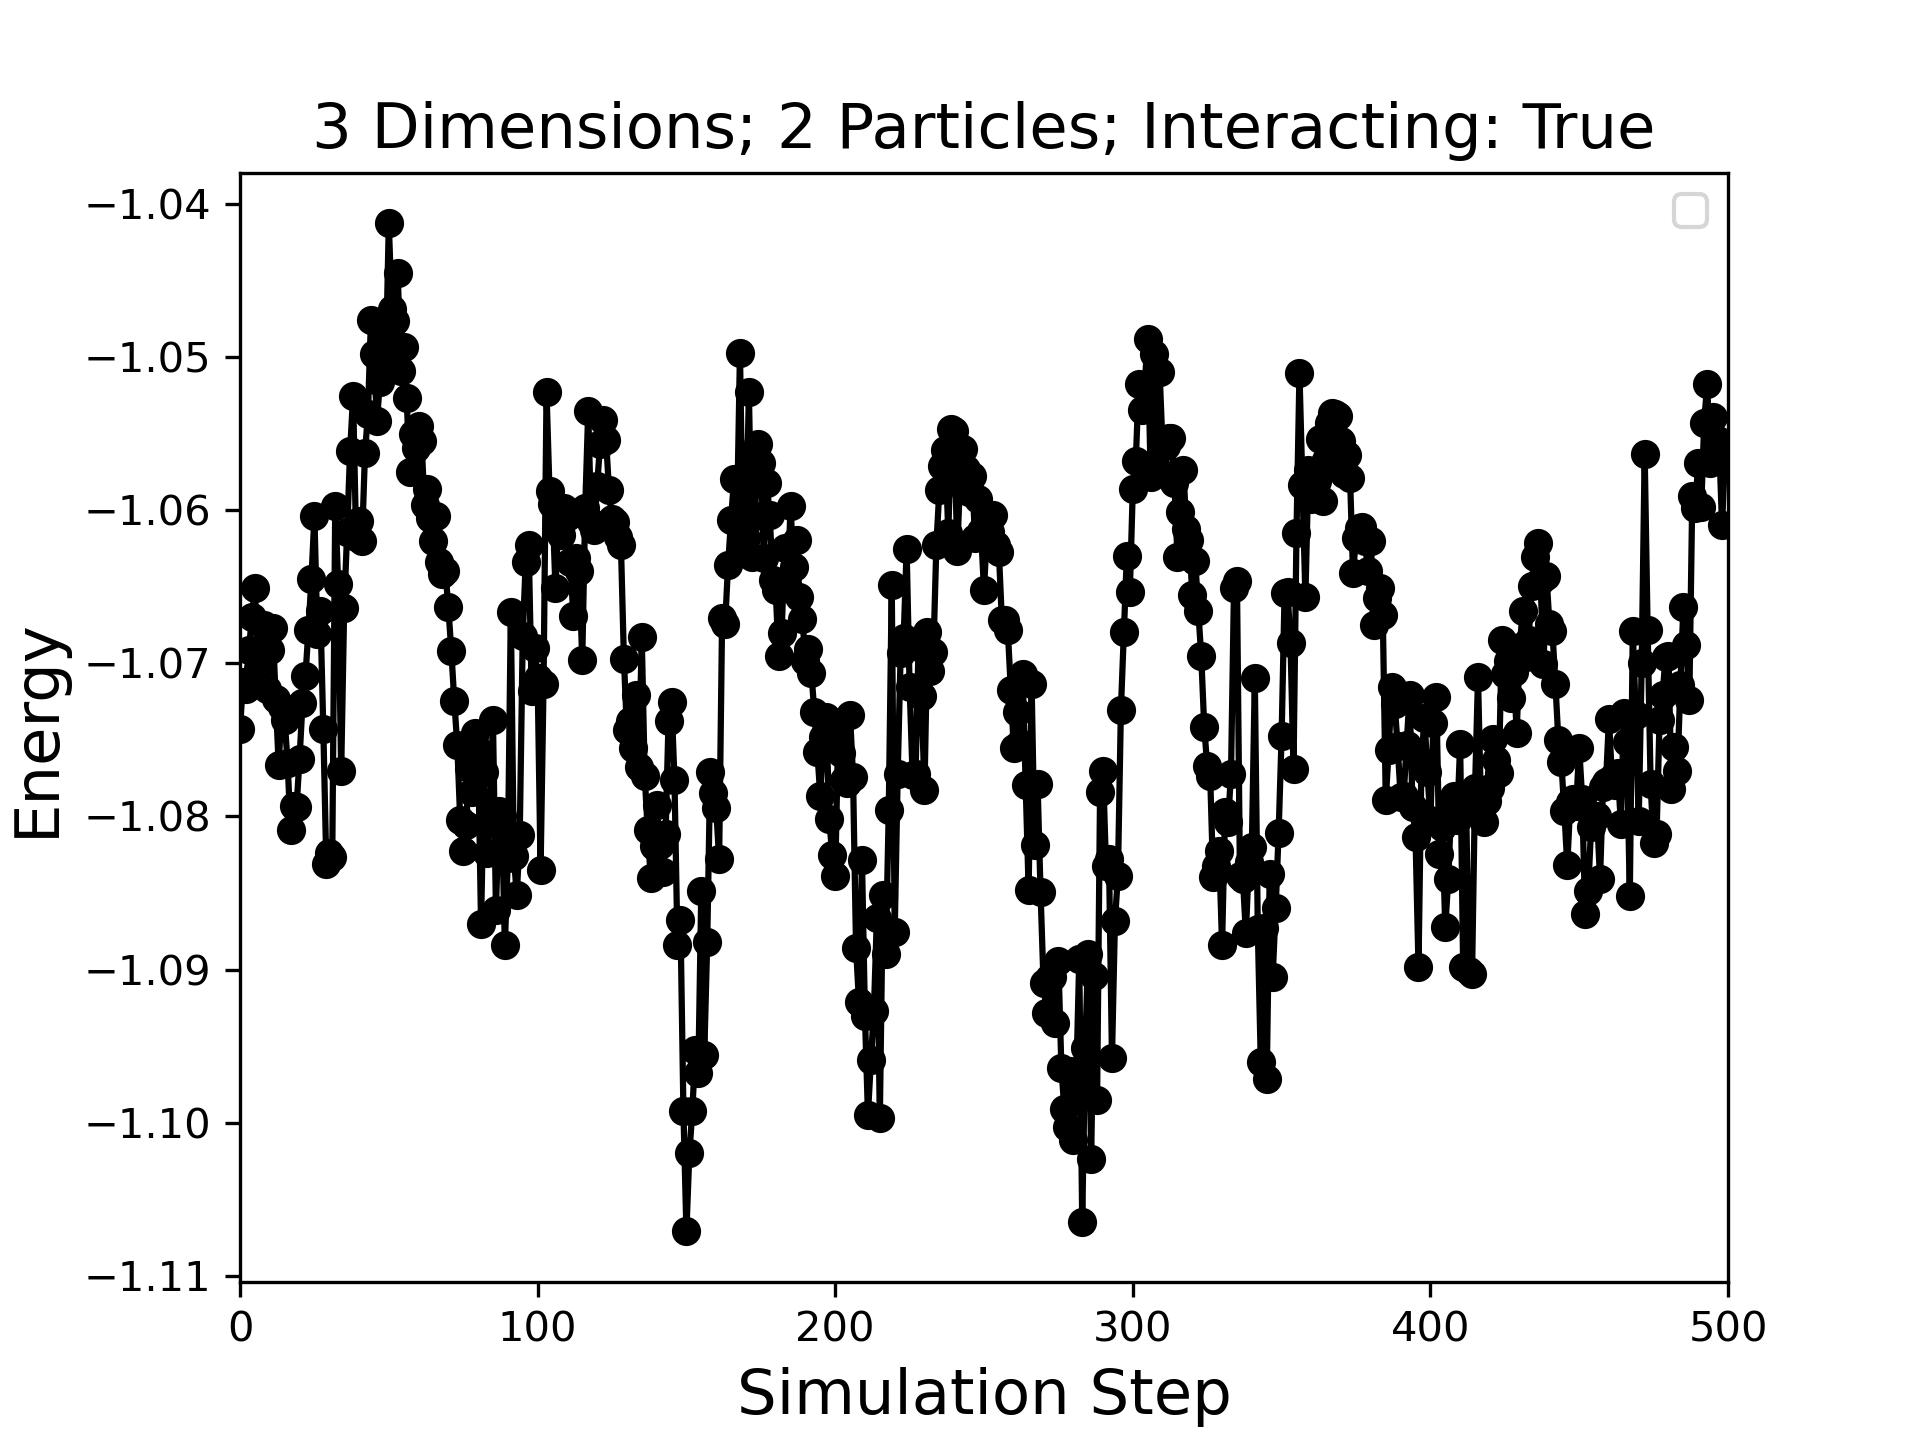 3 Dimensions; 2 Particles; Interacting: True
−1.04
−1.05
−1.06
−1.07
−1.08
−1.09
−1.10
−1.11
Energy
0 100 200 300 400 500
Simulation Step